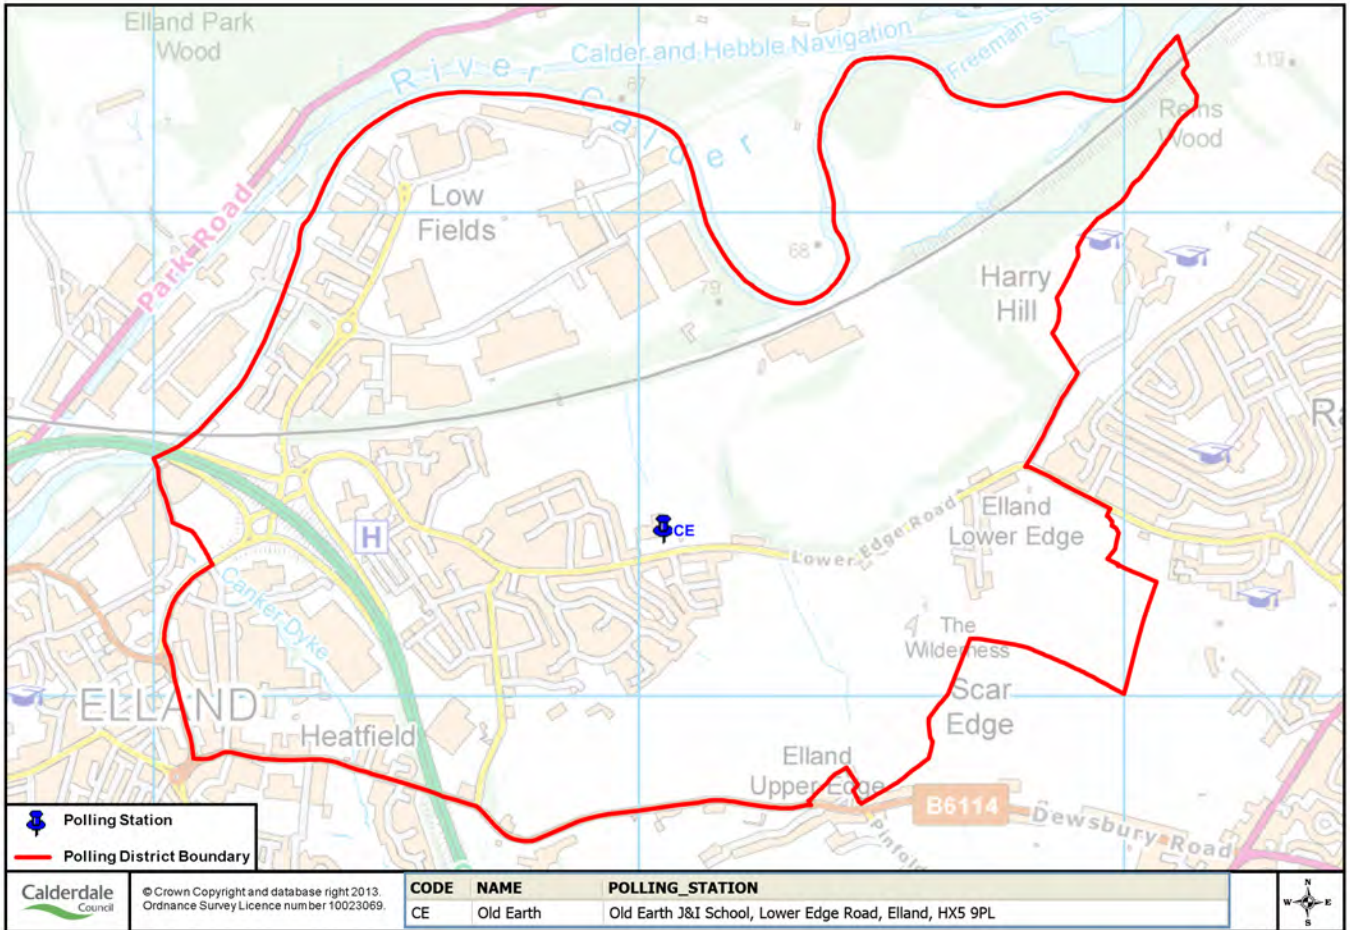 Elland Park
Wood
River Calder
Calder and Hebble Navigation
Freeman's
67
119
Rems
Wood
Park Road
Low
Fields
68
79
Harry
Hill
H
CE
Lower Edge Road
Elland
Lower Edge
Canker Dyke
The
Wilderness
ELLAND
Heatfield
Scar
Edge
Elland
Upper Edge
B6114
Dewsbury Road
Pinfold
Polling Station
Polling District Boundary
Calderdale
Council
© Crown Copyright and database right 2013.
Ordnance Survey Licence number 10023069.
CODE NAME POLLING_STATION
CE Old Earth Old Earth J&I School, Lower Edge Road, Elland, HX5 9PL
N
W E
S